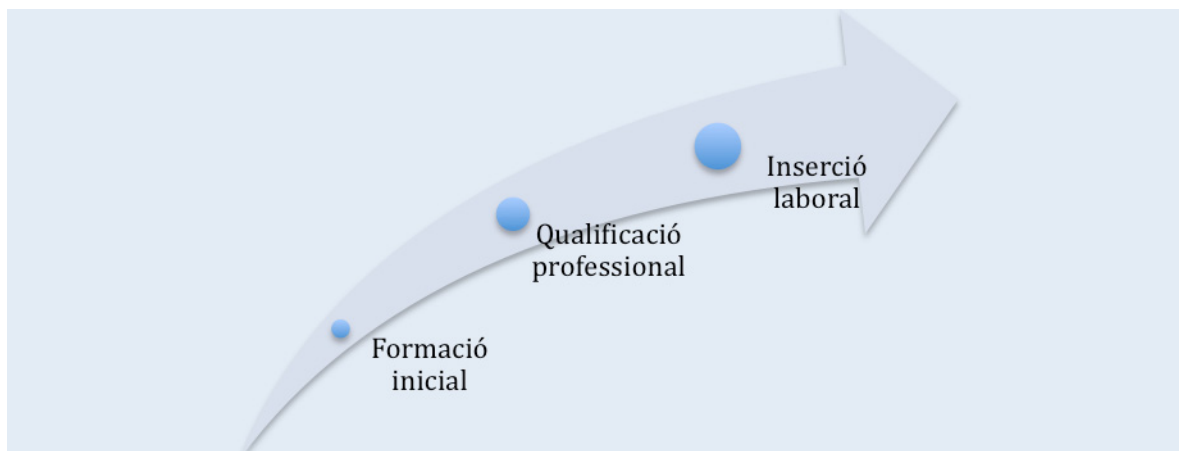 Inserció
laboral
Qualificació
professional
Formació
inicial